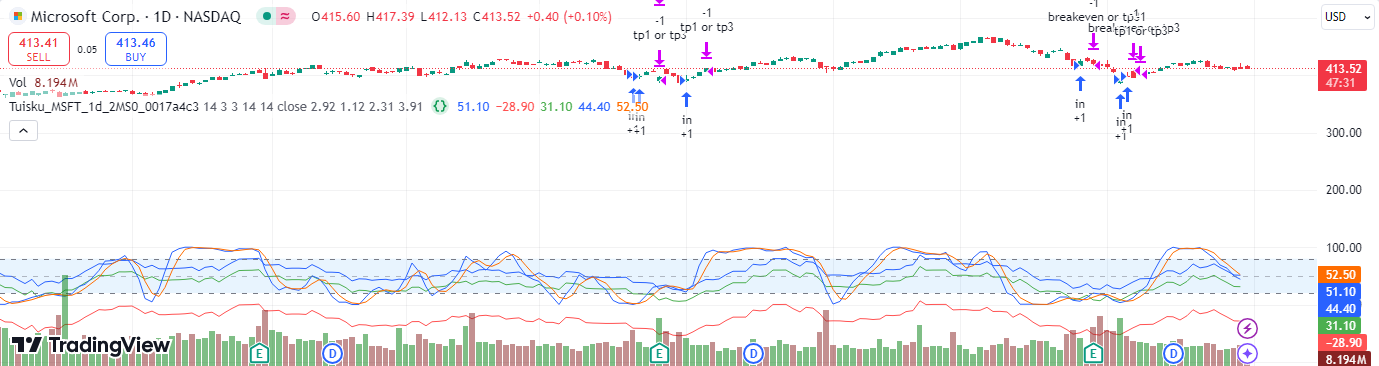 Microsoft Corp. · 1D · NASDAQ
O415.60 H417.39 L412.13 C413.52 +0.40 (+0.10%)
413.41
SELL
0.05
413.46
BUY
Vol 8.194M
Tuisku_MSFT_1d_2MS0_0017a4c3 14 3 3 14 14 close 2.92 1.12 2.31 3.91 {} 51.10 −28.90 31.10 44.40 52.50
-1
tp1 or tp3
-1
tp1 or tp3
in
+1
in
+1
-1
breakeven or tp3
-1
tp1 or tp3
in
+1
in
+1
in
+1
USD
413.52
47:31
300.00
200.00
100.00
52.50
51.10
44.40
31.10
−28.90
8.194M
E
D
E
D
E
D
TradingView